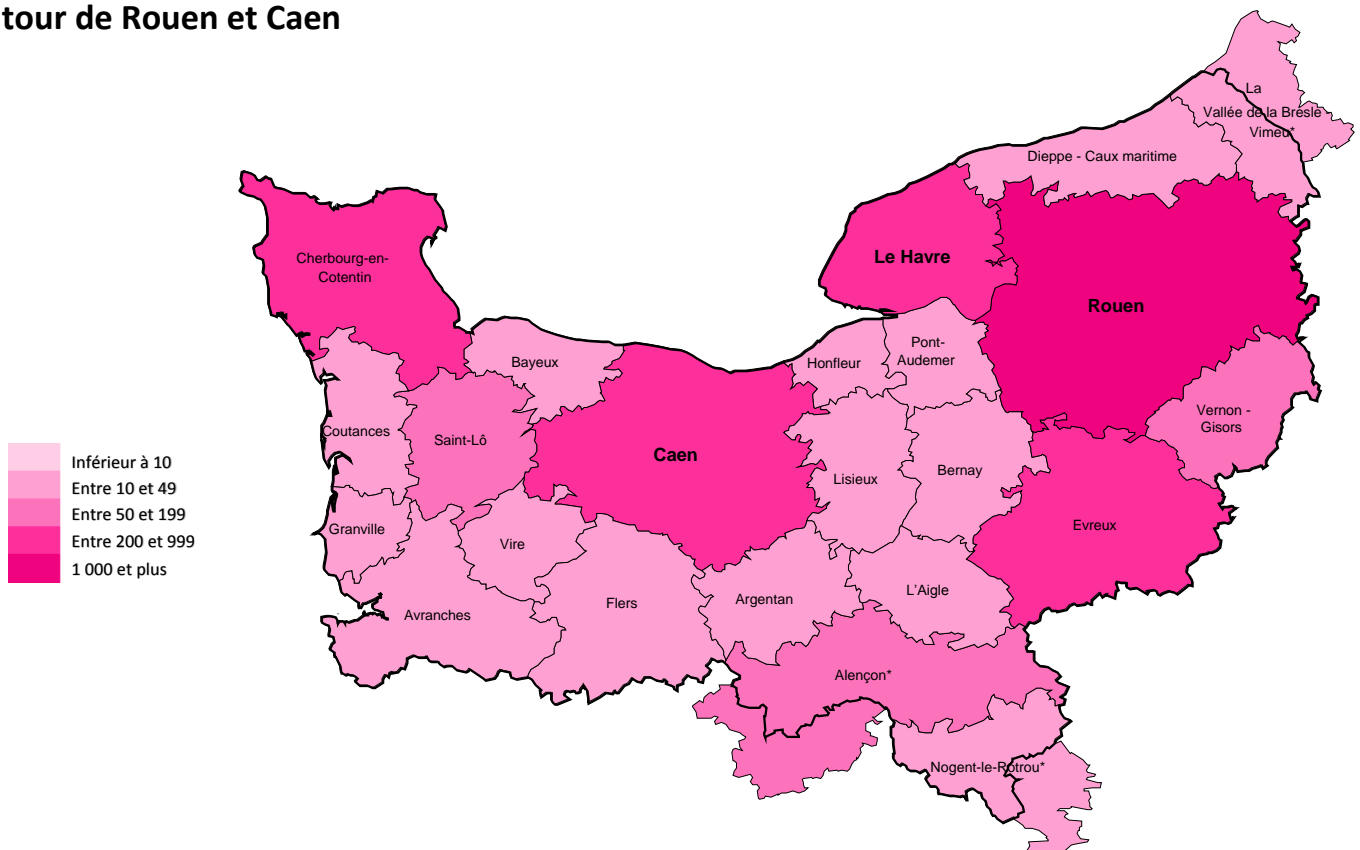 tour de Rouen et Caen
La
Vallée de la Bresle
Vimeu*
Dieppe - Caux maritime
Cherbourg-en-
Cotentin
Le Havre
Rouen
Bayeux
Honfleur
Pont-
Audemer
Vernon -
Gisors
Coutances
Saint-Lô
Caen
Lisieux
Bernay
Inférieur à 10
Entre 10 et 49
Entre 50 et 199
Entre 200 et 999
1 000 et plus
Granville
Vire
Evreux
Avranches
Flers
Argentan
L'Aigle
Alençon*
Nogent-le-Rotrou*